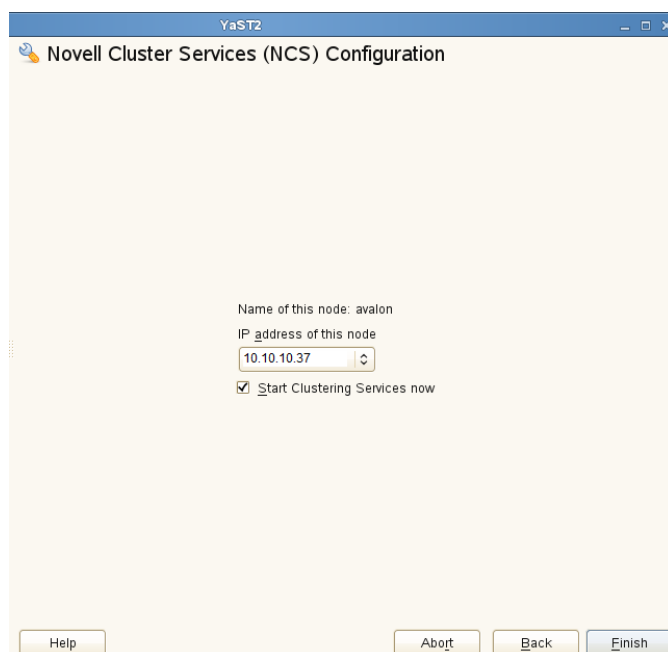 YaST2
Novell Cluster Services (NCS) Configuration
Name of this node: avalon
IP address of this node
10.10.10.37
Start Clustering Services now
Help Abort Back Finish